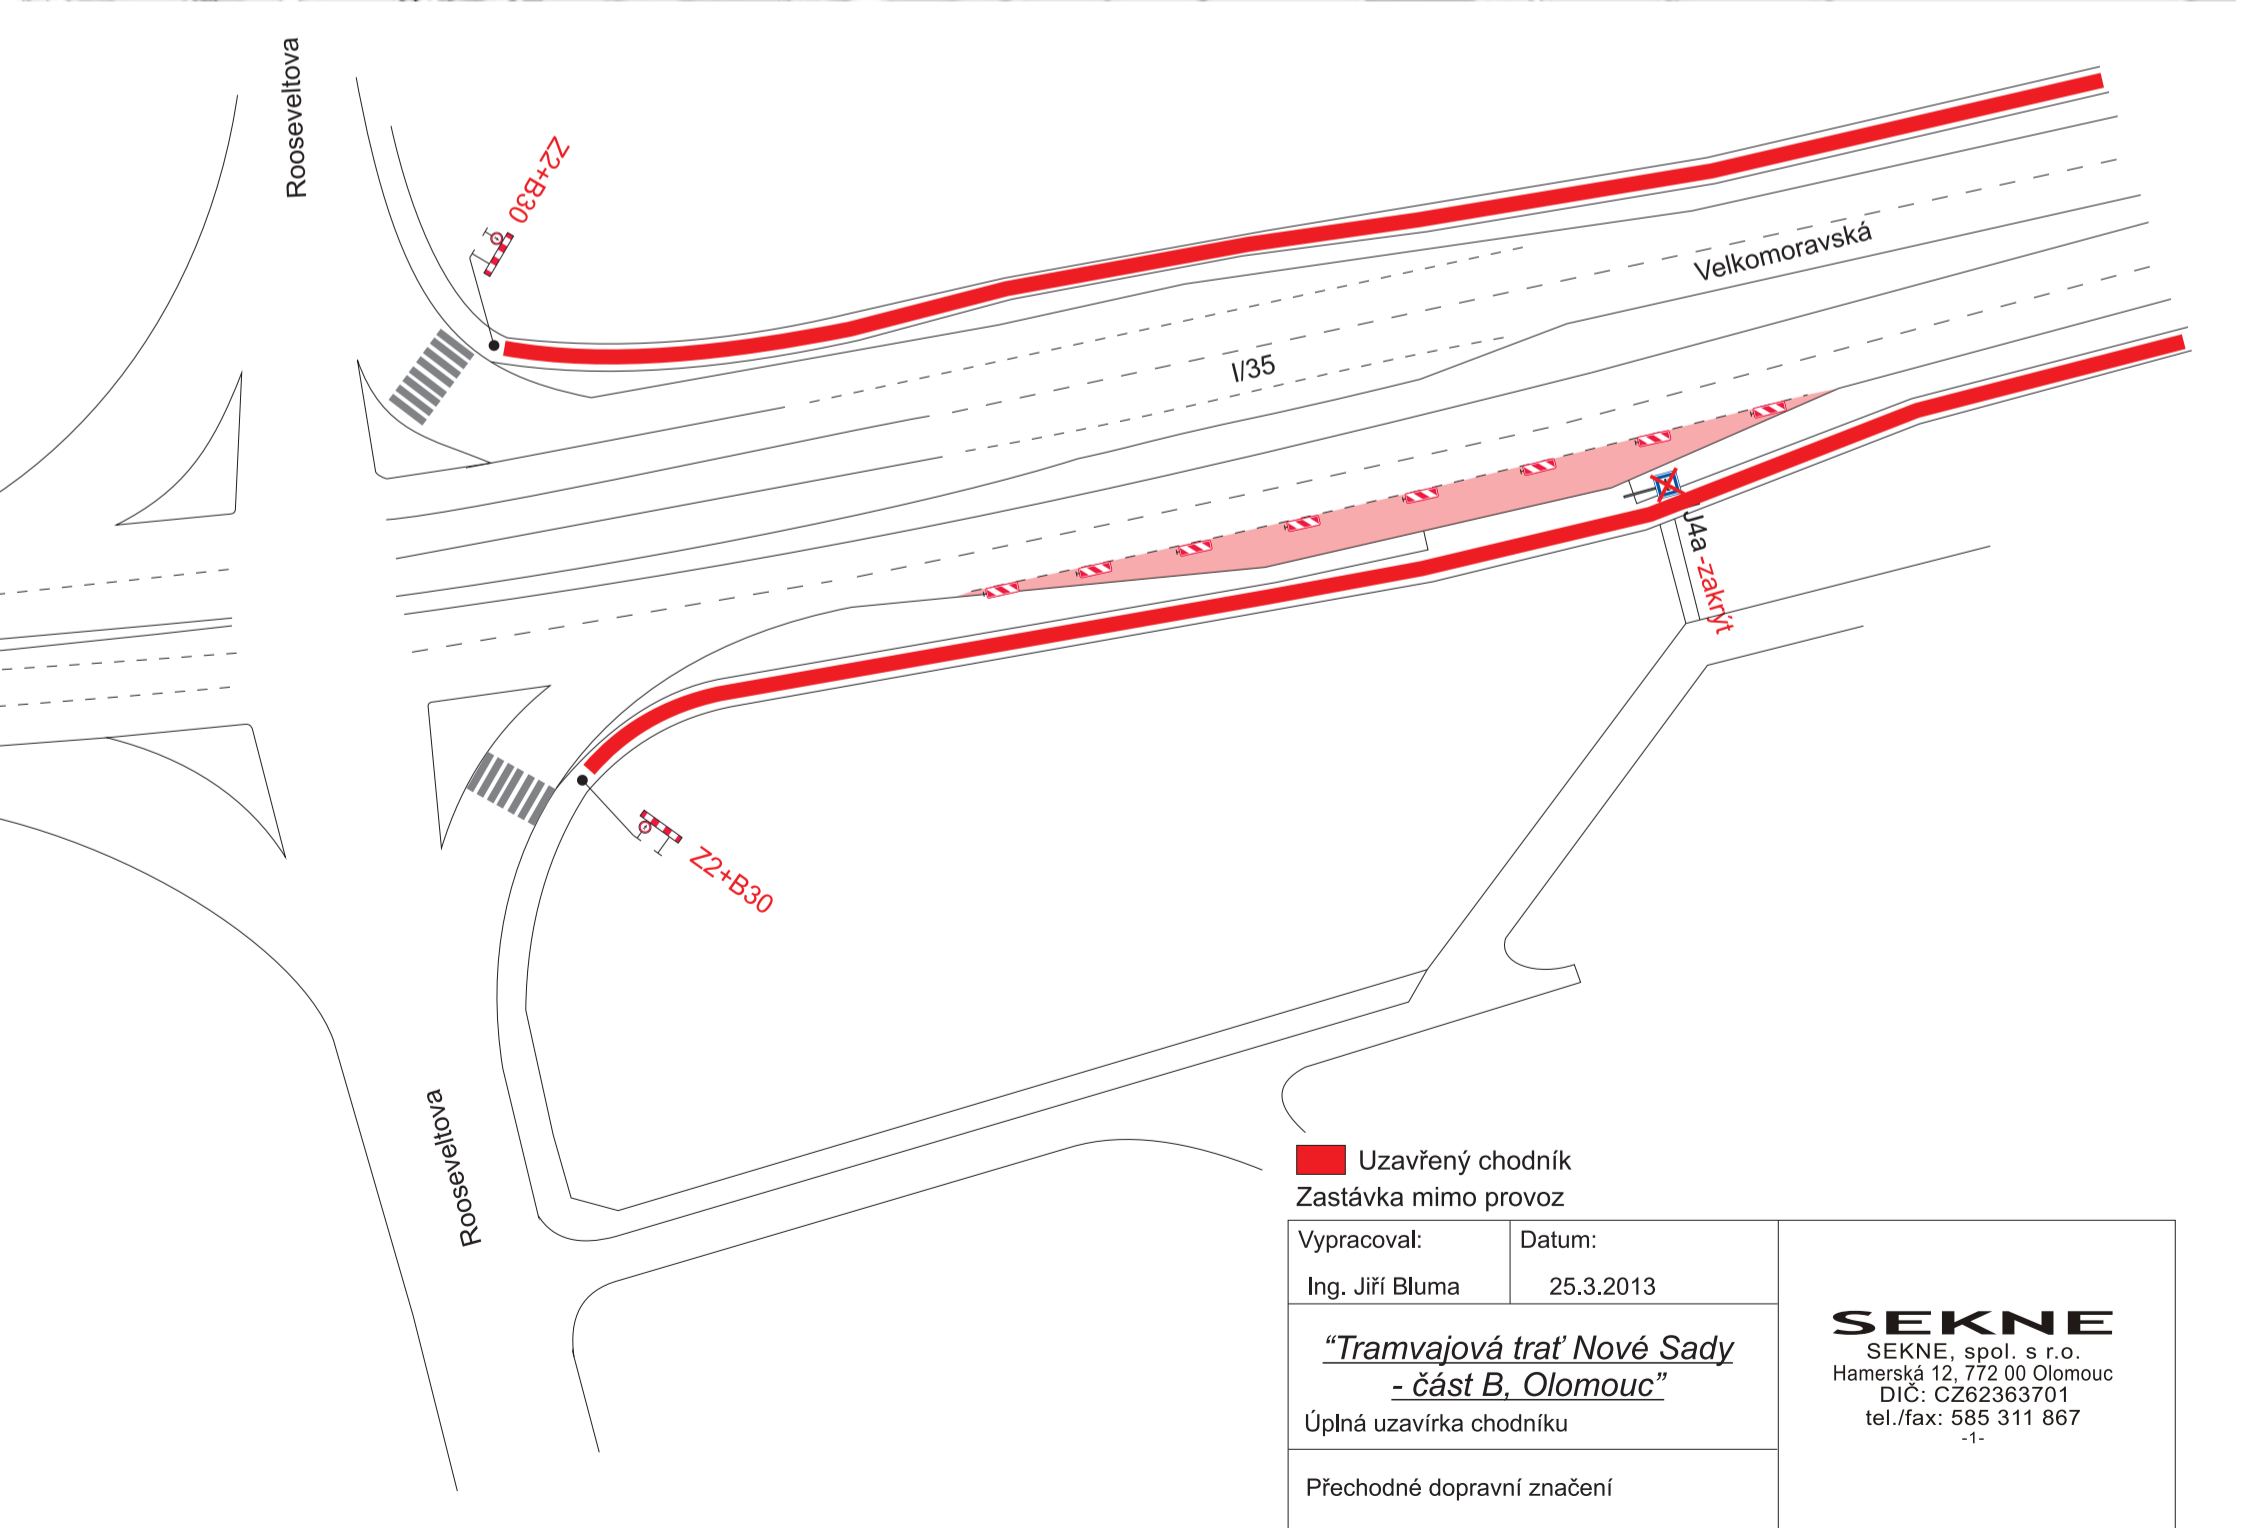 Rooseveltova
Z2+B30
Velkomoravská
I/35
J4a -zakrýt
Z2+B30
Rooseveltova
Uzavřený chodník
Zastávka mimo provoz
Vypracoval:
Ing. Jiří Bluma
Datum:
25.3.2013
“Tramvajová trať Nové Sady
- část B, Olomouc”
Úplná uzavírka chodníku
Přechodné dopravní značení
SEKNE
SEKNE, spol. s r.o.
Hamerská 12, 772 00 Olomouc
DIČ: CZ62363701
tel./fax: 585 311 867
-1-